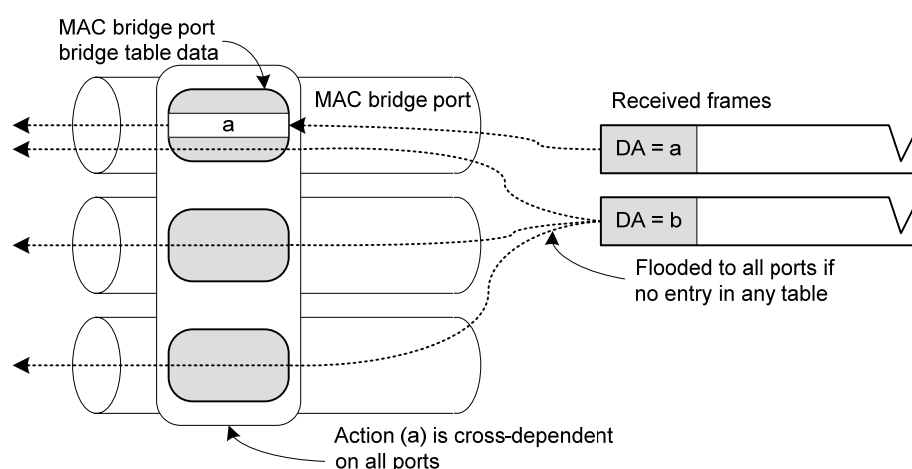 MAC bridge port
bridge table data
MAC bridge port
Received frames
a
DA = a
DA = b
Flooded to all ports if
no entry in any table
Action (a) is cross-dependent
on all ports